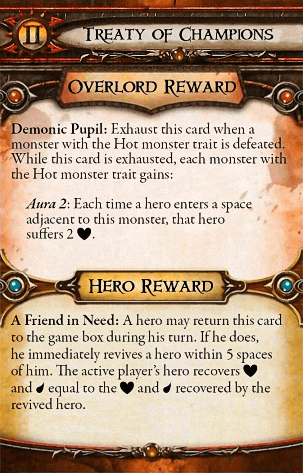 II TREATY OF CHAMPIONS
OVERLORD REWARD
Demonic Pupil: Exhaust this card when a
monster with the Hot monster trait is defeated.
While this card is exhausted, each monster with
the Hot monster trait gains:
Aura 2: Each time a hero enters a space
adjacent to this monster, that hero
suffers 2 ♥.
HERO REWARD
A Friend in Need: A hero may return this card
to the game box during his turn. If he does,
he immediately revives a hero within 5 spaces
of him. The active player's hero recovers ♥
and equal to the ♥ and recovered by the
revived hero.